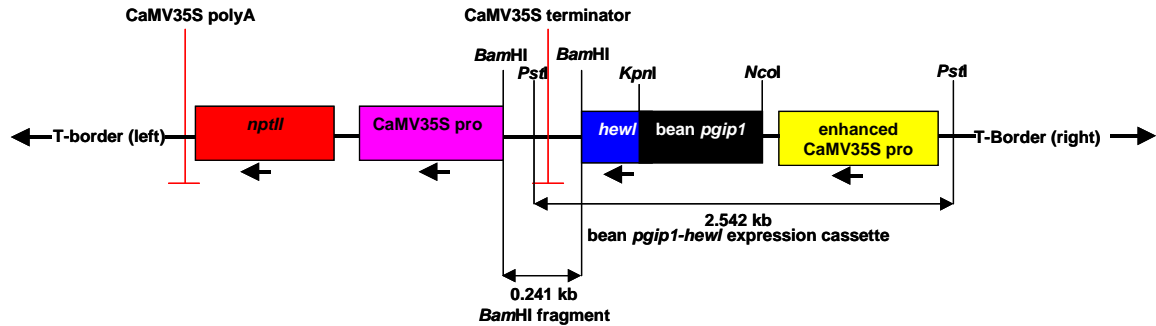 CaMV35S polyA
CaMV35S terminator
BamHI
BamHI
PstI
KpnI
NcoI
PstI
T-border (left)
nptII
CaMV35S pro
hewl
bean pgip1
enhanced
CaMV35S pro
T-Border (right)
2.542 kb
bean pgip1-hewl expression cassette
0.241 kb
BamHI fragment